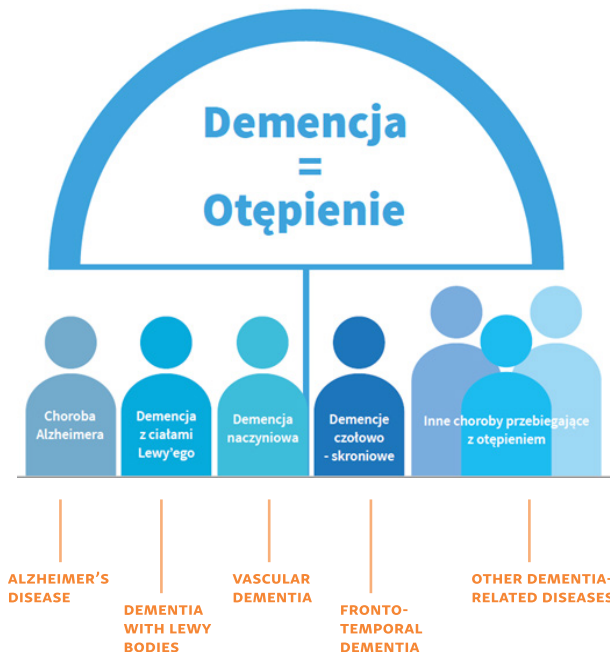 Demencja
=
Otępienie
Choroba
Alzheimera
Demencja
z ciałami
Lewy'ego
Demencja
naczyniowa
Demencje
czołowo
- skroniowe
Inne choroby przebiegające
z otępieniem
ALZHEIMER'S
DISEASE
DEMENTIA
WITH LEWY
BODIES
VASCULAR
DEMENTIA
FRONTO-
TEMPORAL
DEMENTIA
OTHER DEMENTIA-
RELATED DISEASES